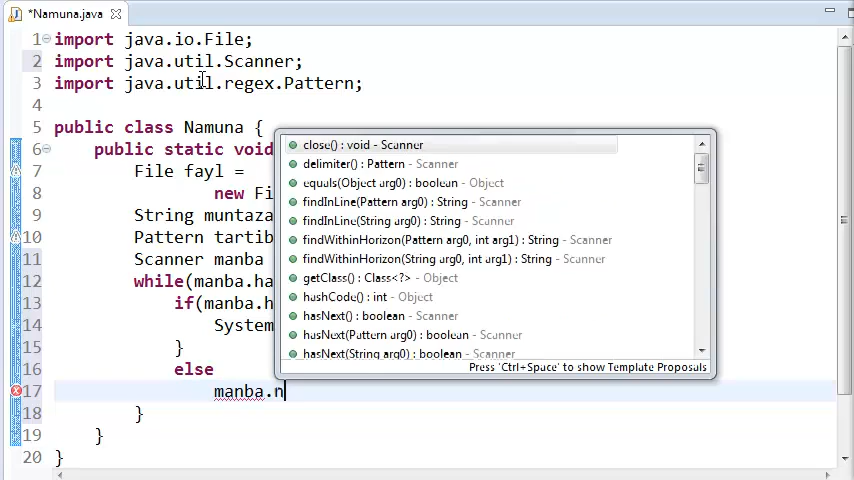 *Namuna.java
1 import java.io.File;
2 import java.util.Scanner;
3 import java.util.regex.Pattern;
4
5 public class Namuna {
6 public static void
7 File fayl =
8 new Fi
9 String muntaza
10 Pattern tartib
11 Scanner manba
12 while(manba.ha
13 if(manba.h
14 System
15 }
16 else
17 manba.n
18 }
19 }
20 }
close() : void - Scanner
delimiter() : Pattern - Scanner
equals(Object arg0) : boolean - Object
findInLine(Pattern arg0) : String - Scanner
findInLine(String arg0) : String - Scanner
findWithinHorizon(Pattern arg0, int arg1) : String - Scanner
findWithinHorizon(String arg0, int arg1) : String - Scanner
getClass() : Class<?> - Object
hashCode() : int - Object
hasNext() : boolean - Scanner
hasNext(Pattern arg0) : boolean - Scanner
hasNext(String arg0) : boolean - Scanner
Press 'Ctrl+Space' to show Template Proposals